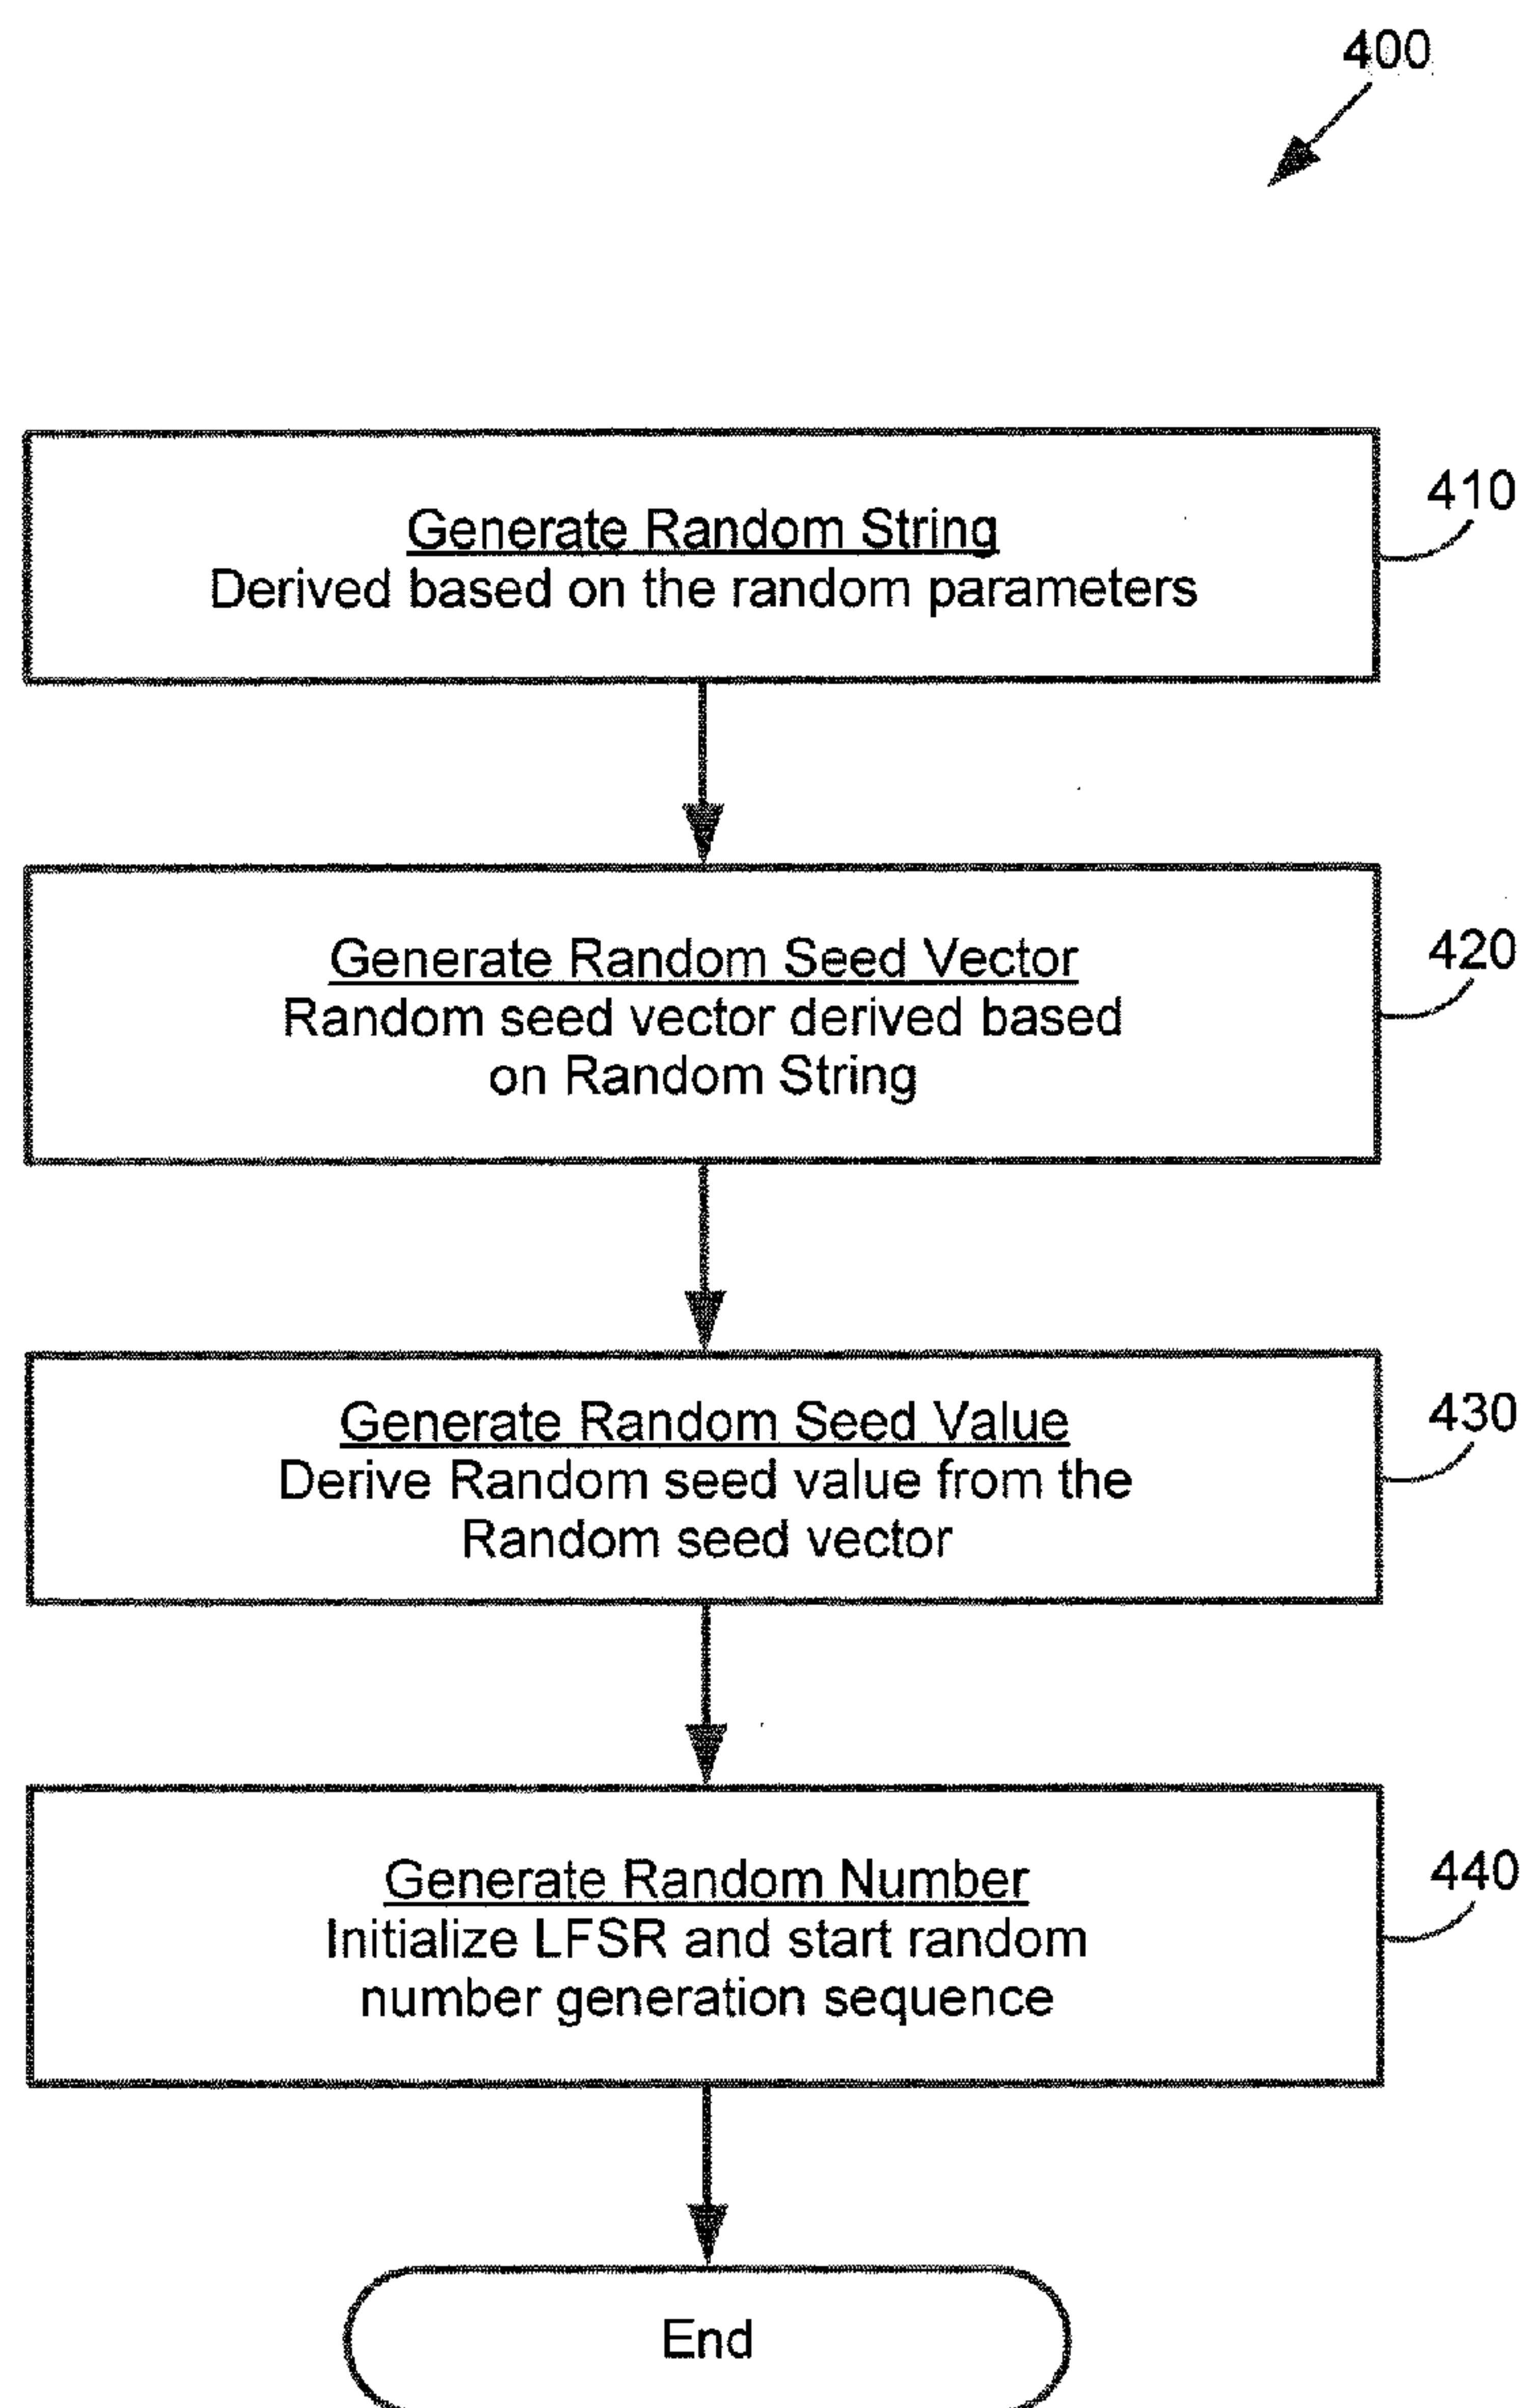 400
Generate Random String
Derived based on the random parameters
410
Generate Random Seed Vector
Random seed vector derived based
on Random String
420
Generate Random Seed Value
Derive Random seed value from the
Random seed vector
430
Generate Random Number
Initialize LFSR and start random
number generation sequence
440
End